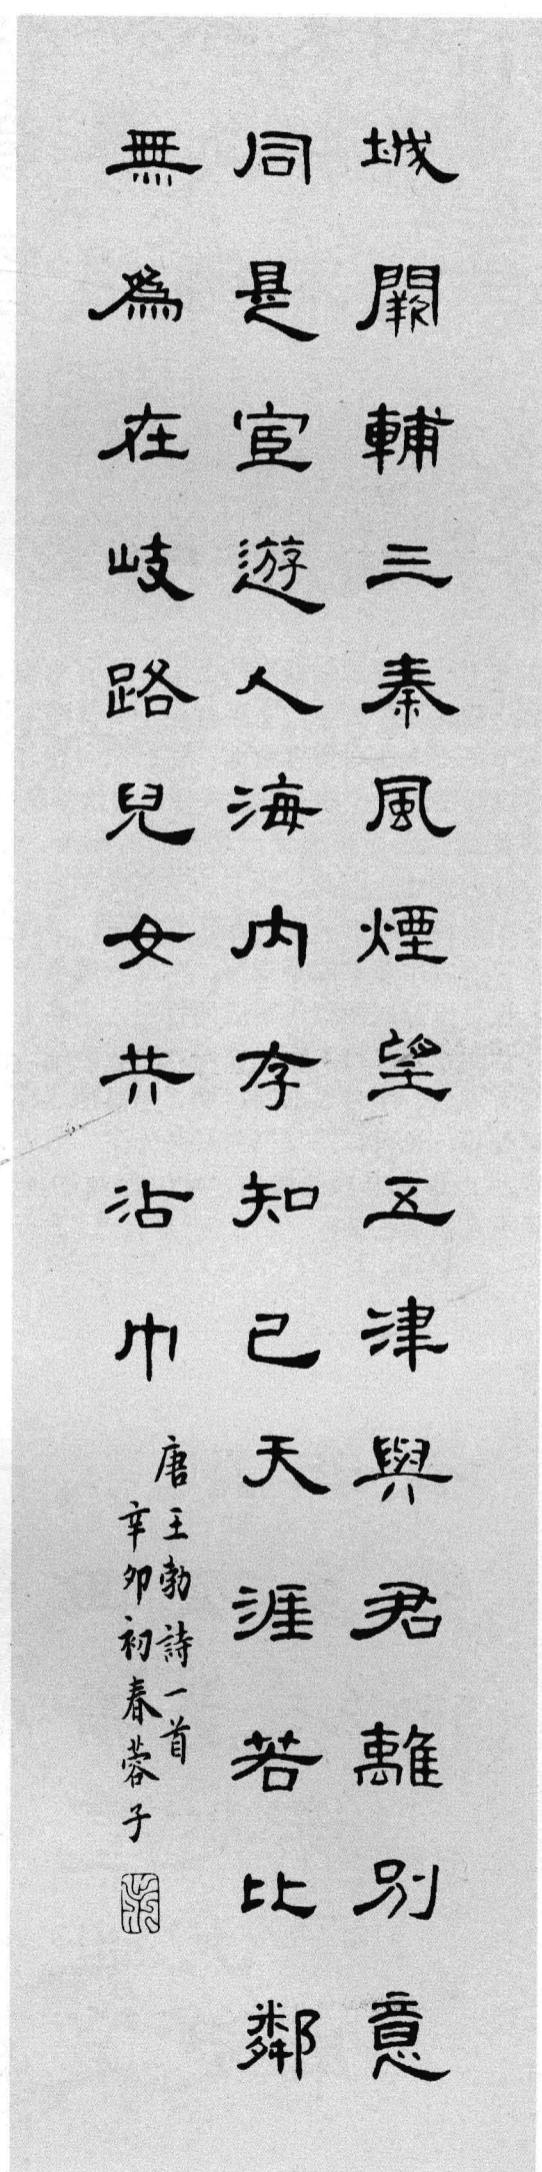 城闕輔三秦風煙望五津與君離別意
同是宦遊人海内存知己天涯若比鄰
無為在岐路兒女共沾巾
唐王勃詩一首
辛卯初春蓉子